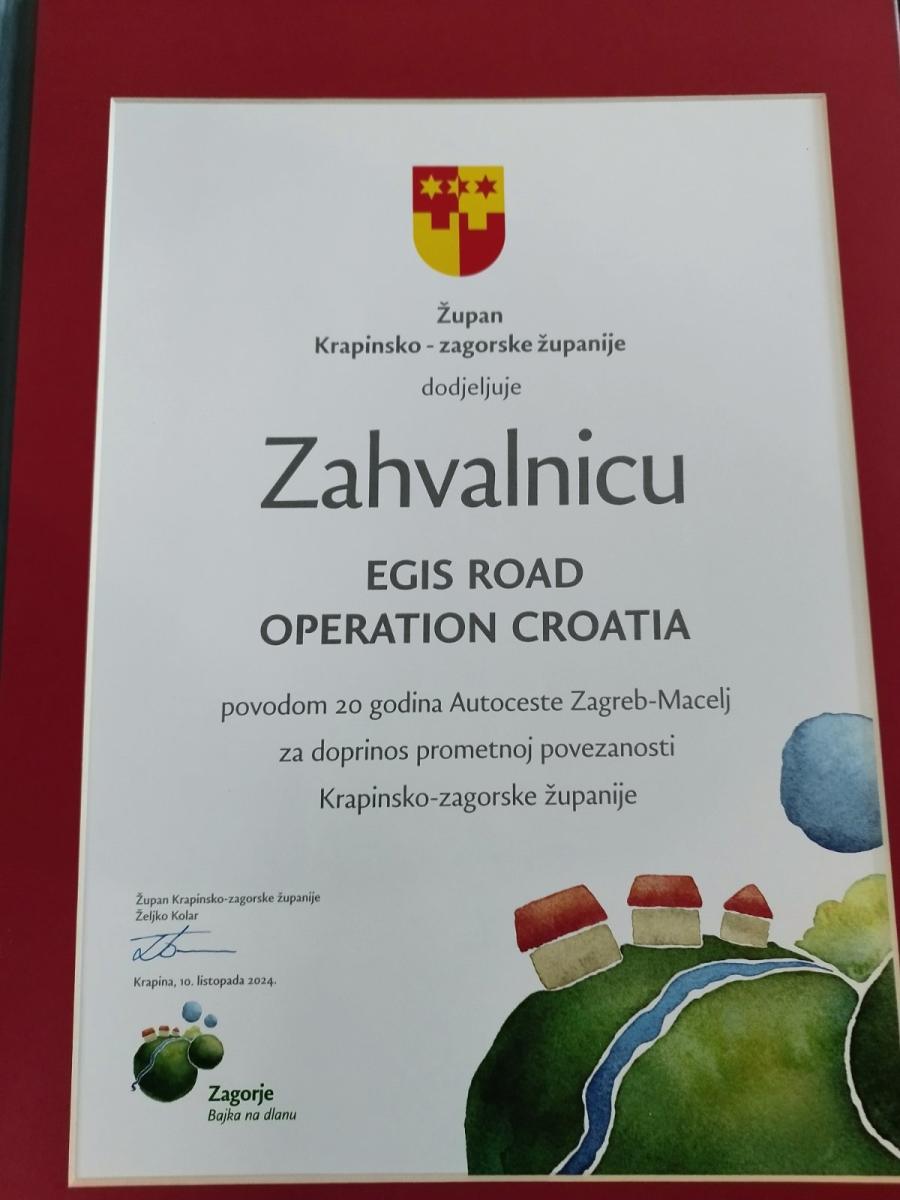 Župan
Krapinsko - zagorske županije
dodjeljuje
Zahvalnicu
EGIS ROAD
OPERATION CROATIA
povodom 20 godina Autoceste Zagreb-Macelj
za doprinos prometnoj povezanosti
Krapinsko-zagorske županije
Župan Krapinsko-zagorske županije
Željko Kolar
Krapina, 10. listopada 2024.
Zagorje
Bajka na dlanu